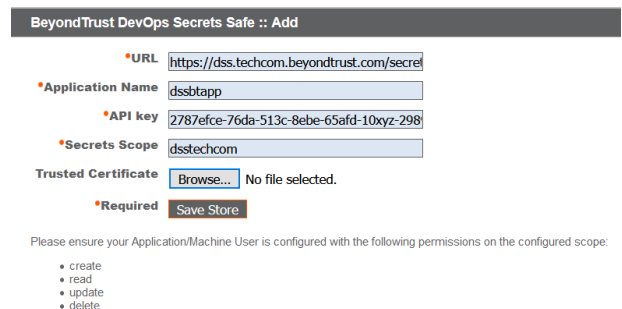 BeyondTrust DevOps Secrets Safe :: Add
*URL https://dss.techcom.beyondtrust.com/secret
*Application Name dssbtapp
*API key 2787efce-76da-513c-8ebe-65afd-10xyz-298
*Secrets Scope dsstechcom
Trusted Certificate Browse... No file selected.
*Required Save Store
Please ensure your Application/Machine User is configured with the following permissions on the configured scope:
• create
• read
• update
• delete